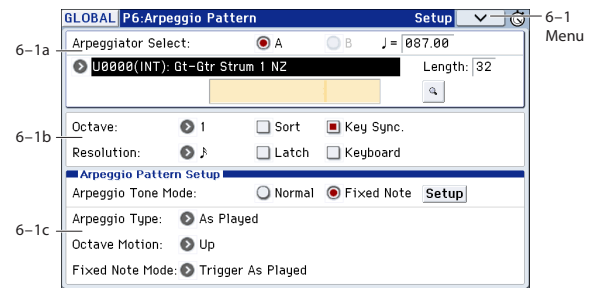 GLOBAL P6:Arpeggio Pattern Setup
6–1 Menu
6–1a
Arpeggiator Select: A B ♩= 087.00
U0000(INT): Gt-Gtr Strum 1 NZ Length: 32
6–1b
Octave: 1 Sort Key Sync.
Resolution: ♪ Latch Keyboard
Arpeggio Pattern Setup
Arpeggio Tone Mode: Normal Fixed Note Setup
6–1c
Arpeggio Type: As Played
Octave Motion: Up
Fixed Note Mode: Trigger As Played